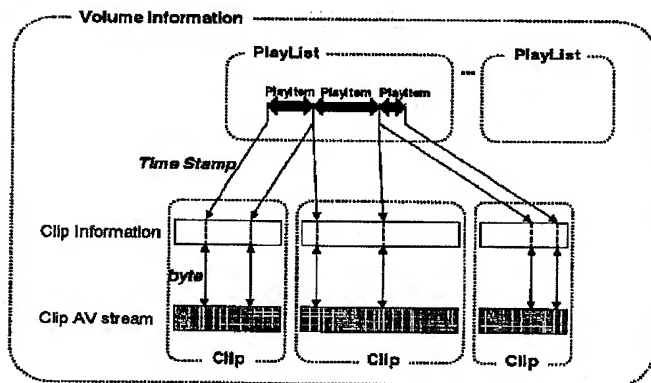 Volume Information
PlayList
...
PlayList
PlayItem PlayItem PlayItem
Time Stamp
Clip Information
byte
Clip AV stream
Clip
Clip
Clip